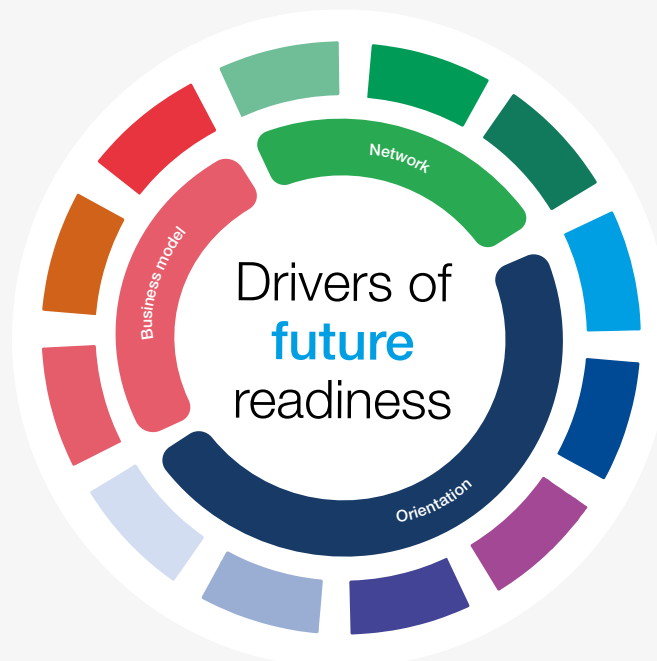 Network
Business model
Drivers of
future
readiness
Orientation